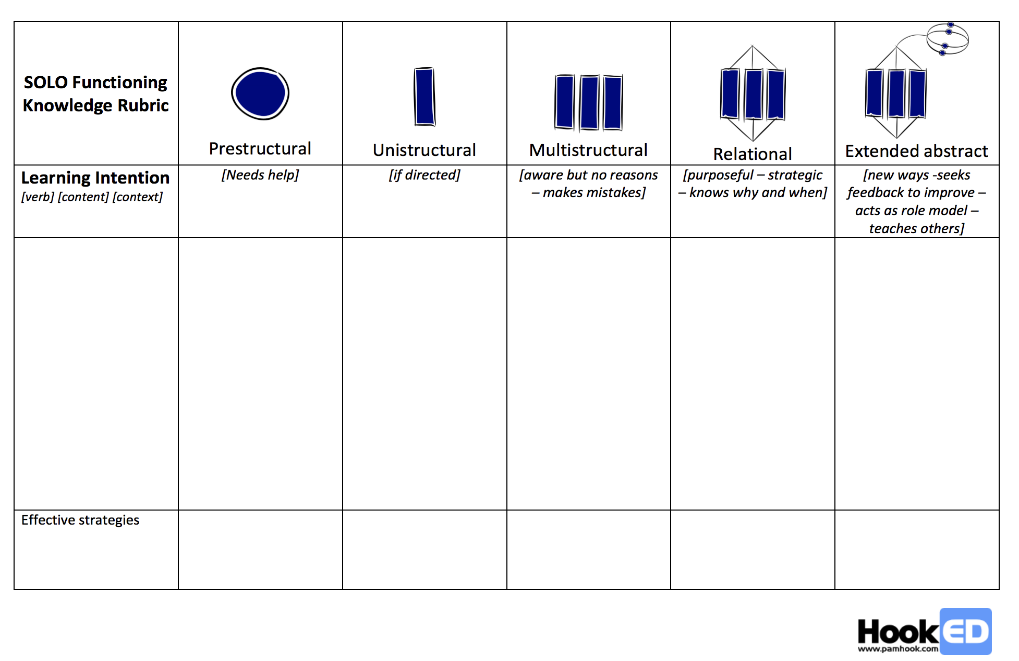 SOLO Functioning
Knowledge Rubric
Prestructural
Unistructural
Multistructural
Relational
Extended abstract
Learning Intention
[verb] [content] [context]
[Needs help]
[if directed]
[aware but no reasons
– makes mistakes]
[purposeful – strategic
– knows why and when]
[new ways -seeks
feedback to improve –
acts as role model –
teaches others]
Effective strategies
HookED
www.pamhook.com